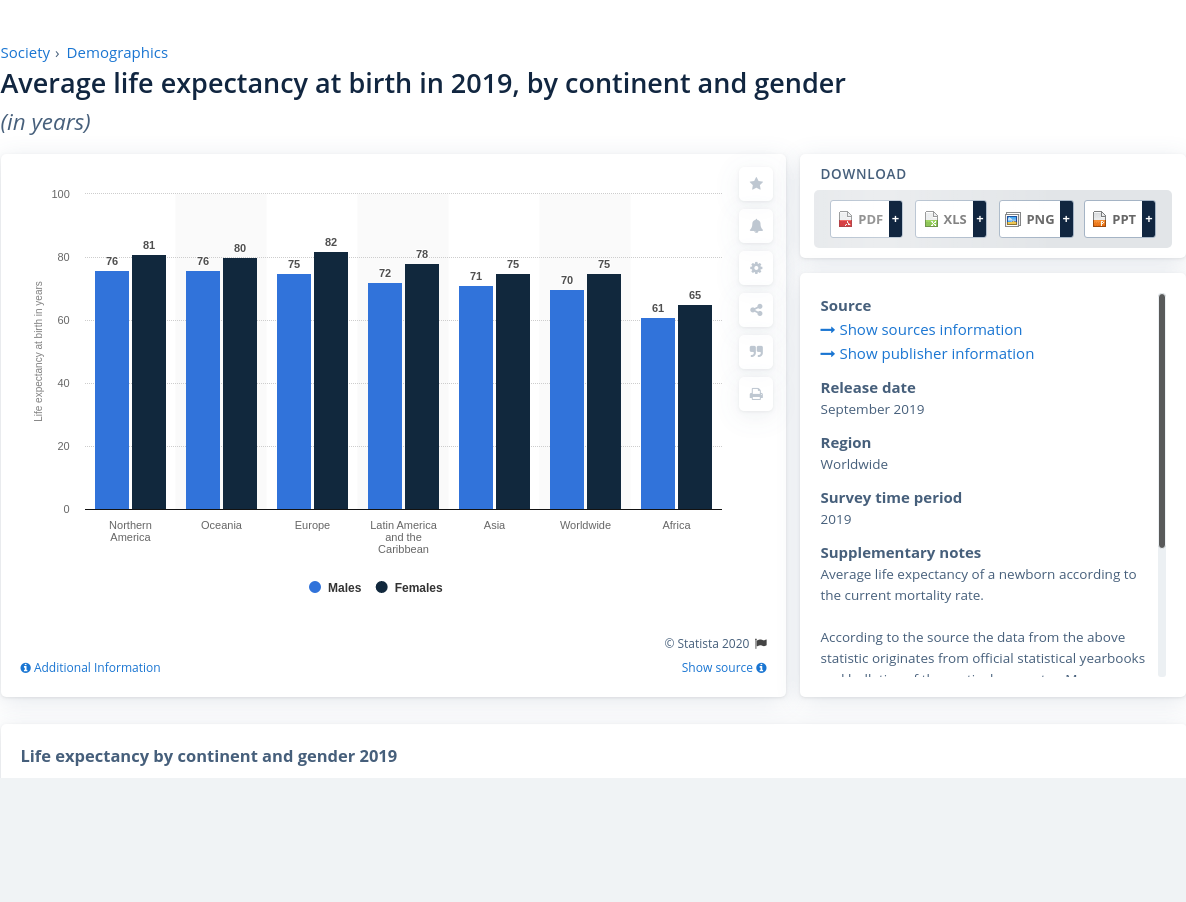 Society › Demographics
Average life expectancy at birth in 2019, by continent and gender
(in years)
Life expectancy at birth in years
100
80
60
40
20
0
76
81
76
80
75
82
72
78
71
75
70
75
61
65
Northern
America
Oceania
Europe
Latin America
and the
Caribbean
Asia
Worldwide
Africa
Males
Females
© Statista 2020
Additional Information
Show source
DOWNLOAD
PDF +
XLS +
PNG +
PPT +
Source
Show sources information
Show publisher information
Release date
September 2019
Region
Worldwide
Survey time period
2019
Supplementary notes
Average life expectancy of a newborn according to
the current mortality rate.
According to the source the data from the above
statistic originates from official statistical yearbooks
Life expectancy by continent and gender 2019